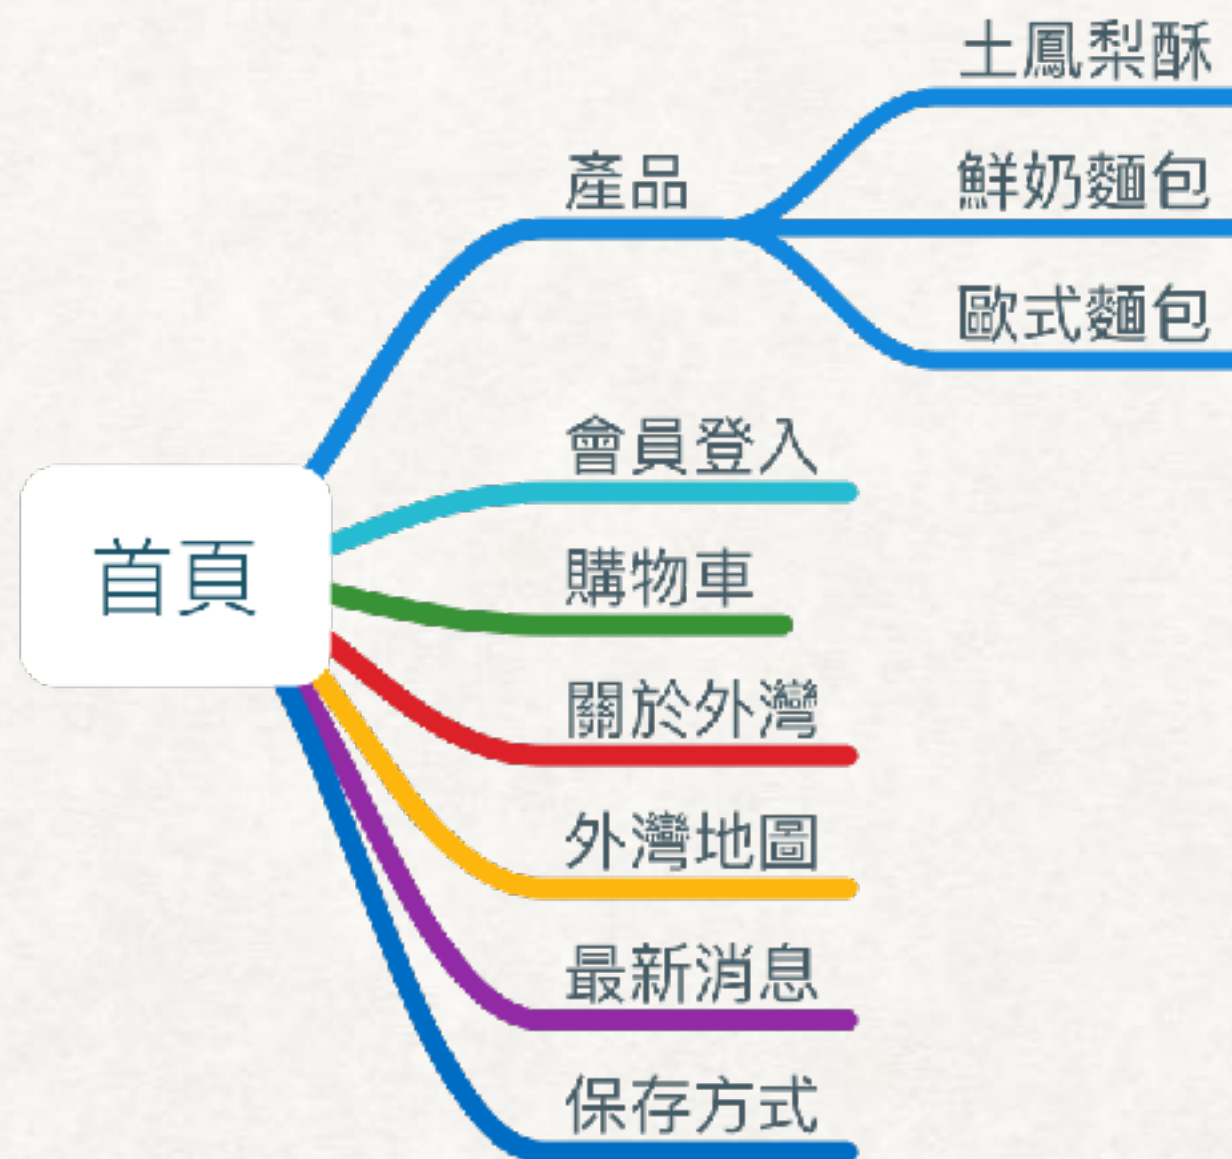 土鳳梨酥
產品
鮮奶麵包
歐式麵包
會員登入
首頁
購物車
關於外灣
外灣地圖
最新消息
保存方式